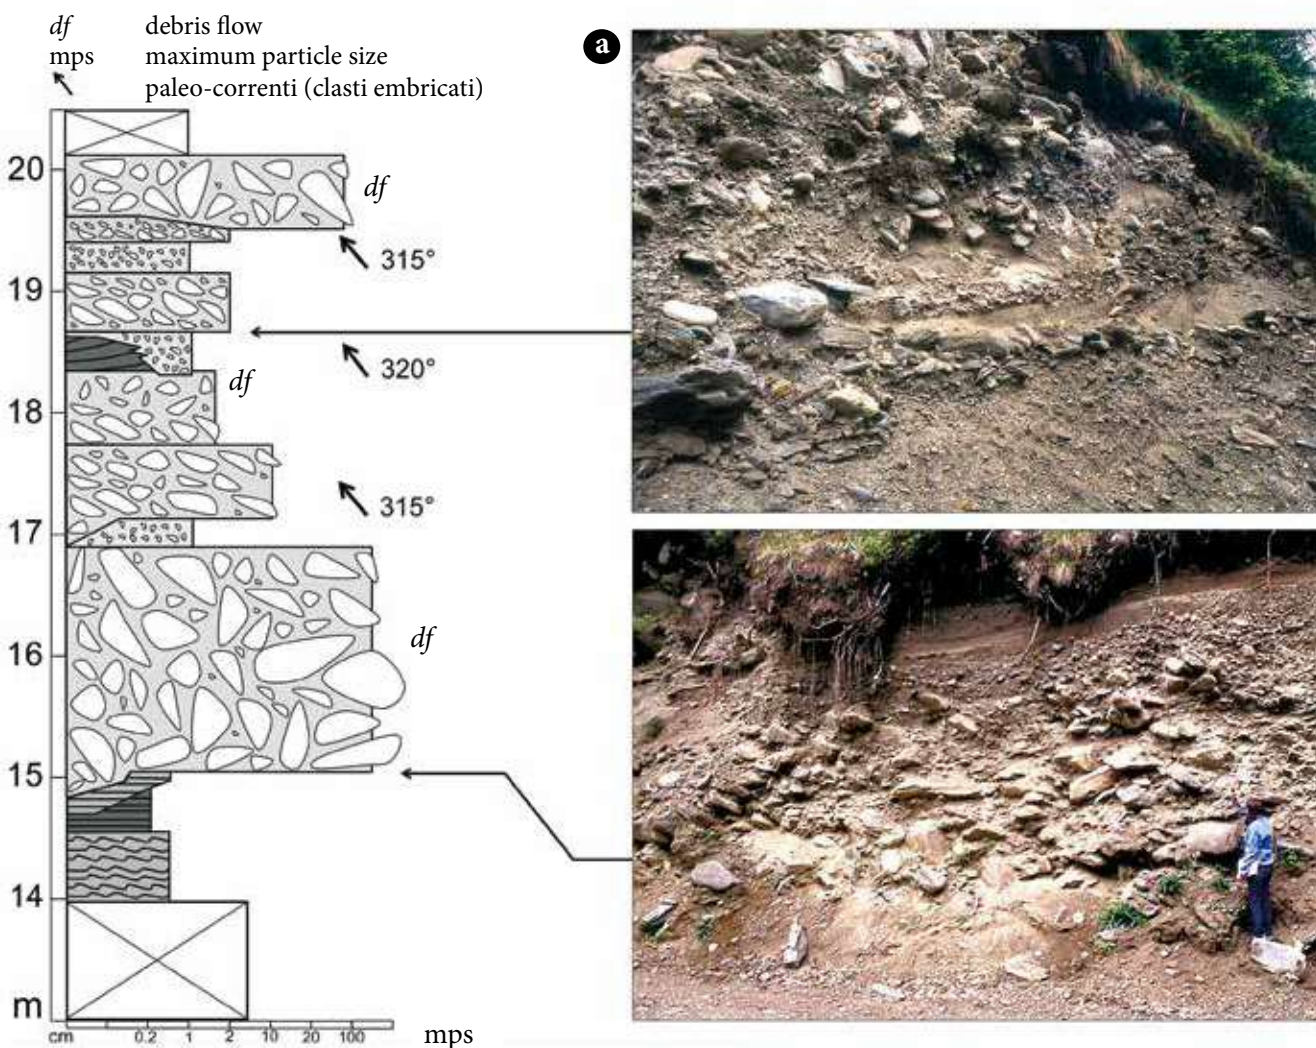 df debris flow
mps maximum particle size
paleo-correnti (clasti embricati)
a
20
df
315°
19
320°
df
18
315°
17
df
16
15
14
m
cm 0.2 1 2 10 20 100 mps